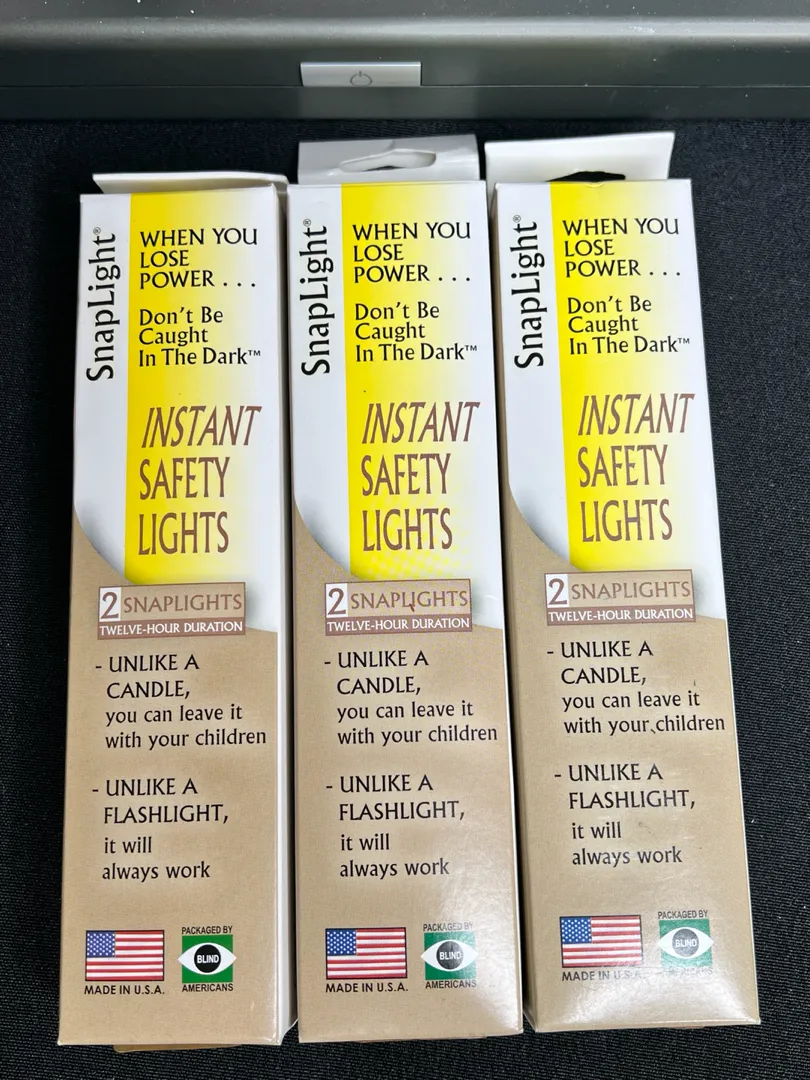 SnapLight®
WHEN YOU
LOSE
POWER . . .
Don't Be
Caught
In The Dark™
INSTANT
SAFETY
LIGHTS
2 SNAPLIGHTS
TWELVE-HOUR DURATION
- UNLIKE A
CANDLE,
you can leave it
with your children
- UNLIKE A
FLASHLIGHT,
it will
always work
MADE IN U.S.A.
PACKAGED BY
BLIND
AMERICANS
SnapLight®
WHEN YOU
LOSE
POWER . . .
Don't Be
Caught
In The Dark™
INSTANT
SAFETY
LIGHTS
2 SNAPLIGHTS
TWELVE-HOUR DURATION
- UNLIKE A
CANDLE,
you can leave it
with your children
- UNLIKE A
FLASHLIGHT,
it will
always work
MADE IN U.S.A.
PACKAGED BY
BLIND
AMERICANS
SnapLight®
WHEN YOU
LOSE
POWER . . .
Don't Be
Caught
In The Dark™
INSTANT
SAFETY
LIGHTS
2 SNAPLIGHTS
TWELVE-HOUR DURATION
- UNLIKE A
CANDLE,
you can leave it
with your children
- UNLIKE A
FLASHLIGHT,
it will
always work
MADE IN U.S.A.
PACKAGED BY
BLIND
AMERICANS